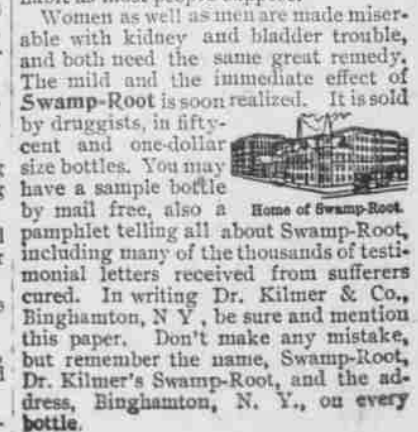 Women as well as men are made miser-
able with kidney and bladder trouble,
and both need the same great remedy.
The mild and the immediate effect of
Swamp-Root is soon realized. It is sold
by druggists, in fifty-
cent and one-dollar
size bottles. You may
have a sample bottle
by mail free, also a
Home of Swamp-Root.
pamphlet telling all about Swamp-Root,
including many of the thousands of testi-
monial letters received from sufferers
cured. In writing Dr. Kilmer & Co.,
Binghamton, N Y , be sure and mention
this paper. Don't make any mistake,
but remember the name, Swamp-Root,
Dr. Kilmer's Swamp-Root, and the ad-
dress, Binghamton, N. Y., on every
bottle.